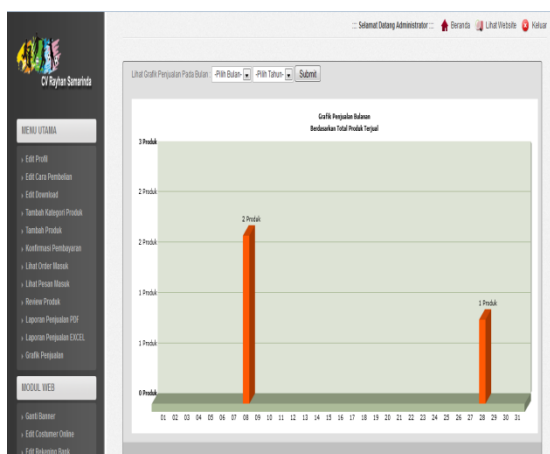 ::: Selamat Datang Administrator ::: Beranda Lihat Website Keluar
CV Rayhan Samarinda
Lihat Grafik Penjualan Pada Bulan : -Pilih Bulan- -Pilih Tahun- Submit
MENU UTAMA
› Edit Profil
› Edit Cara Pembelian
› Edit Download
› Tambah Kategori Produk
› Tambah Produk
› Konfirmasi Pembayaran
› Lihat Order Masuk
› Lihat Pesan Masuk
› Review Produk
› Laporan Penjualan PDF
› Laporan Penjualan EXCEL
› Grafik Penjualan
MODUL WEB
› Ganti Banner
› Edit Costumer Online
› Edit Rekening Bank
Grafik Penjualan Bulanan
Berdasarkan Total Produk Terjual
3 Produk
2 Produk
2 Produk
2 Produk
1 Produk
1 Produk
1 Produk
0 Produk
01 02 03 04 05 06 07 08 09 10 11 12 13 14 15 16 17 18 19 20 21 22 23 24 25 26 27 28 29 30 31